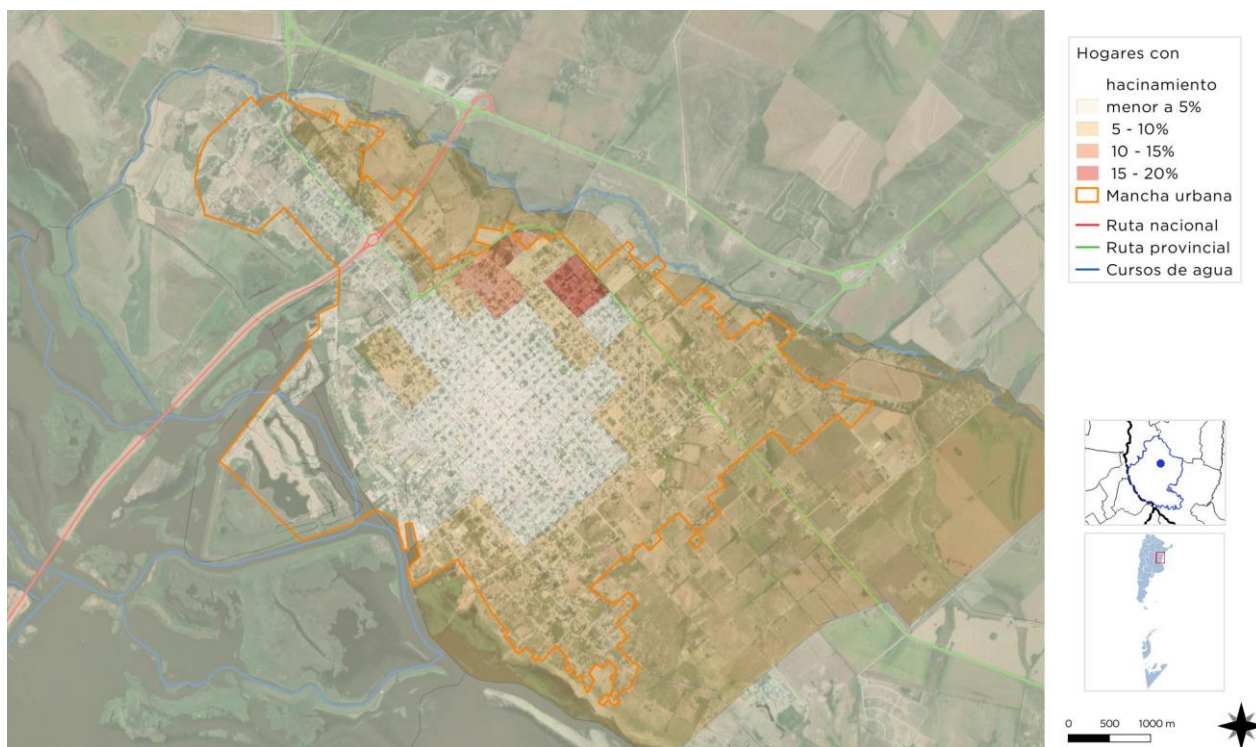 Hogares con
hacinamiento
menor a 5%
5 - 10%
10 - 15%
15 - 20%
Mancha urbana
Ruta nacional
Ruta provincial
Cursos de agua
0 500 1000 m